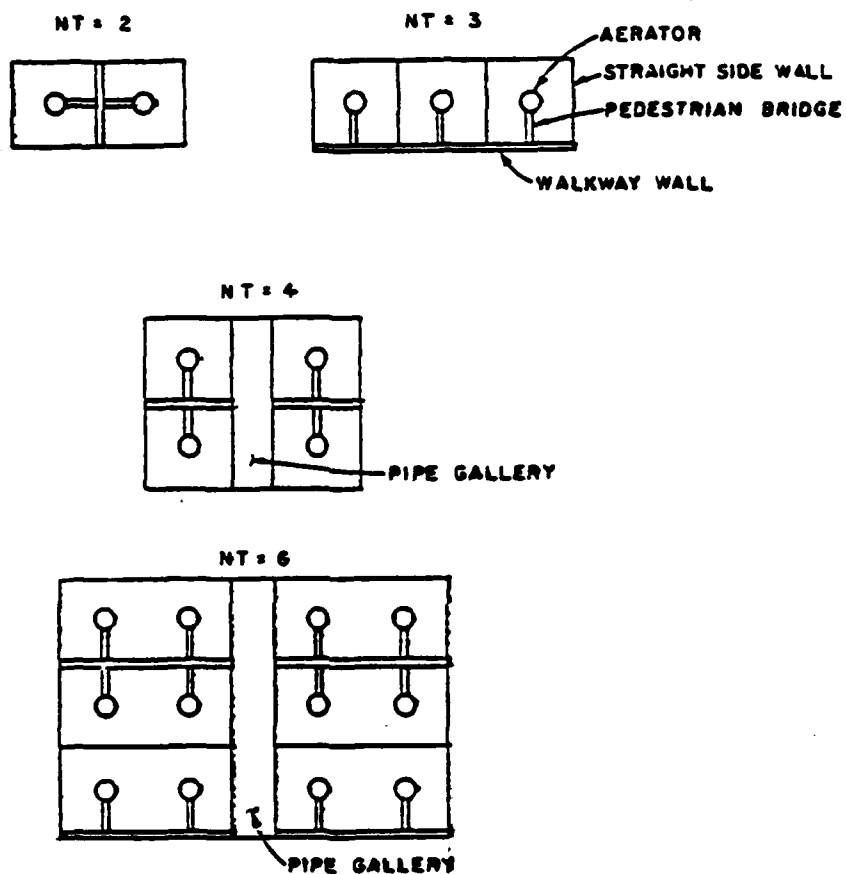 NT = 2
NT = 3
AERATOR
STRAIGHT SIDE WALL
PEDESTRIAN BRIDGE
WALKWAY WALL
NT = 4
PIPE GALLERY
NT = 6
PIPE GALLERY